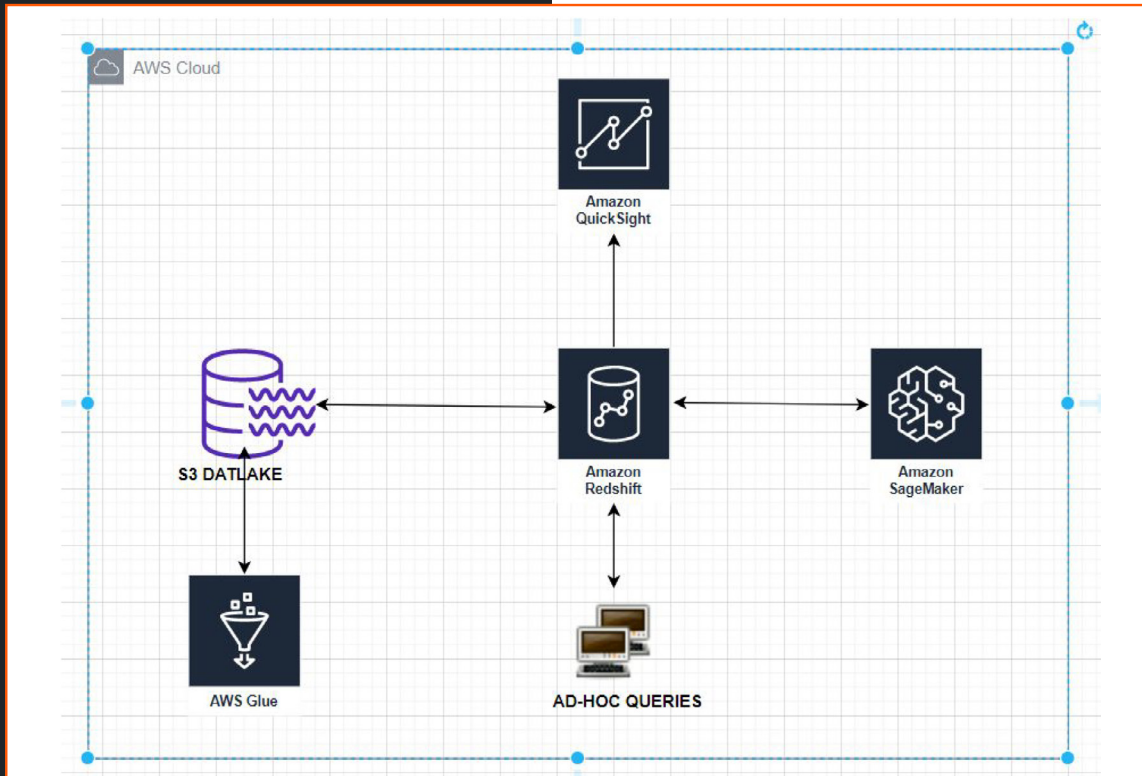 AWS Cloud
Amazon
QuickSight
S3 DATLAKE
Amazon
Redshift
Amazon
SageMaker
AWS Glue
AD-HOC QUERIES